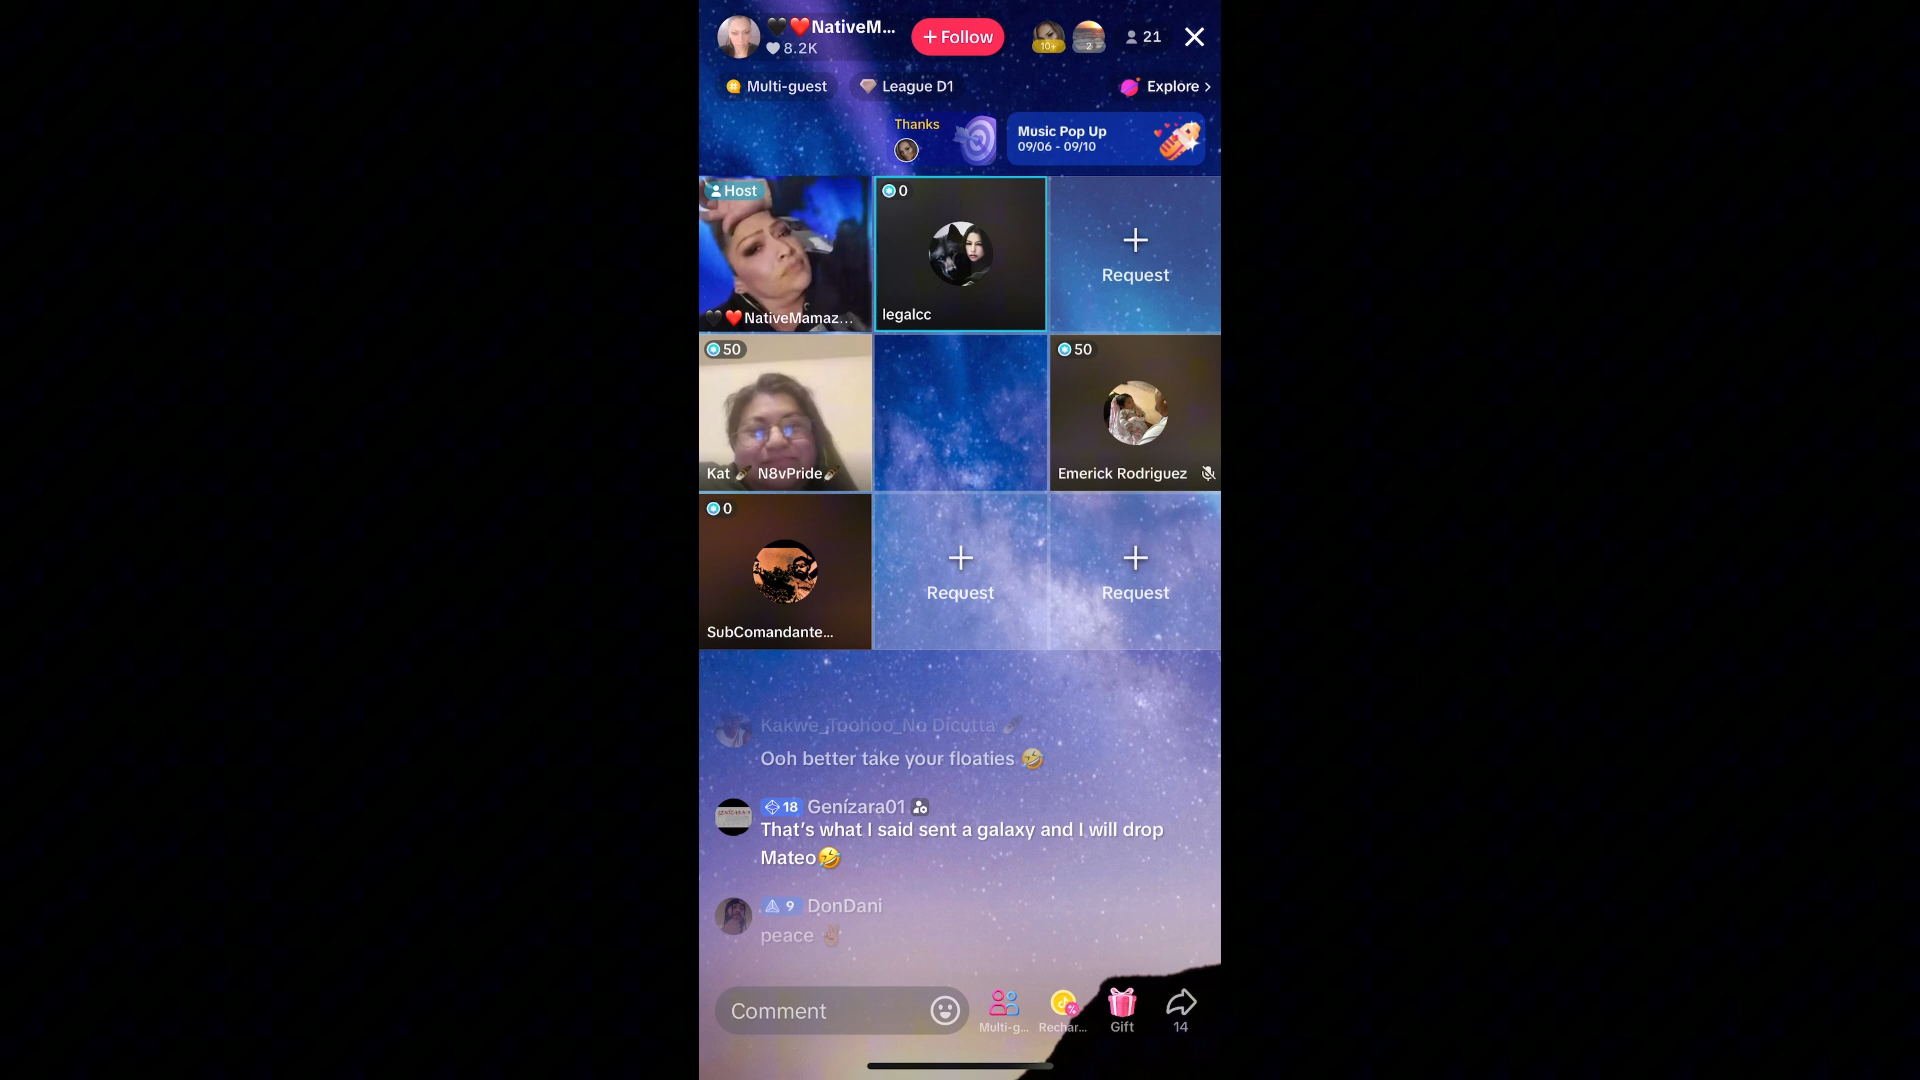 🖤❤️NativeM...
8.2K
+ Follow
10+
2
21
Multi-guest
League D1
Explore >
Thanks
Music Pop Up
09/06 - 09/10
Host
0
🖤❤️NativeMamaz...
legalcc
Request
50
50
Kat 🪶 N8vPride🪶
Emerick Rodriguez
0
SubComandante...
Request
Request
Kakwe_Toohoo_No Dicutta 🪶
Ooh better take your floaties 🤣
18 Genízara01
That's what I said sent a galaxy and I will drop
Mateo🤣
9 DonDani
peace ✌🏽
Comment
Multi-g...
Rechar...
Gift
14